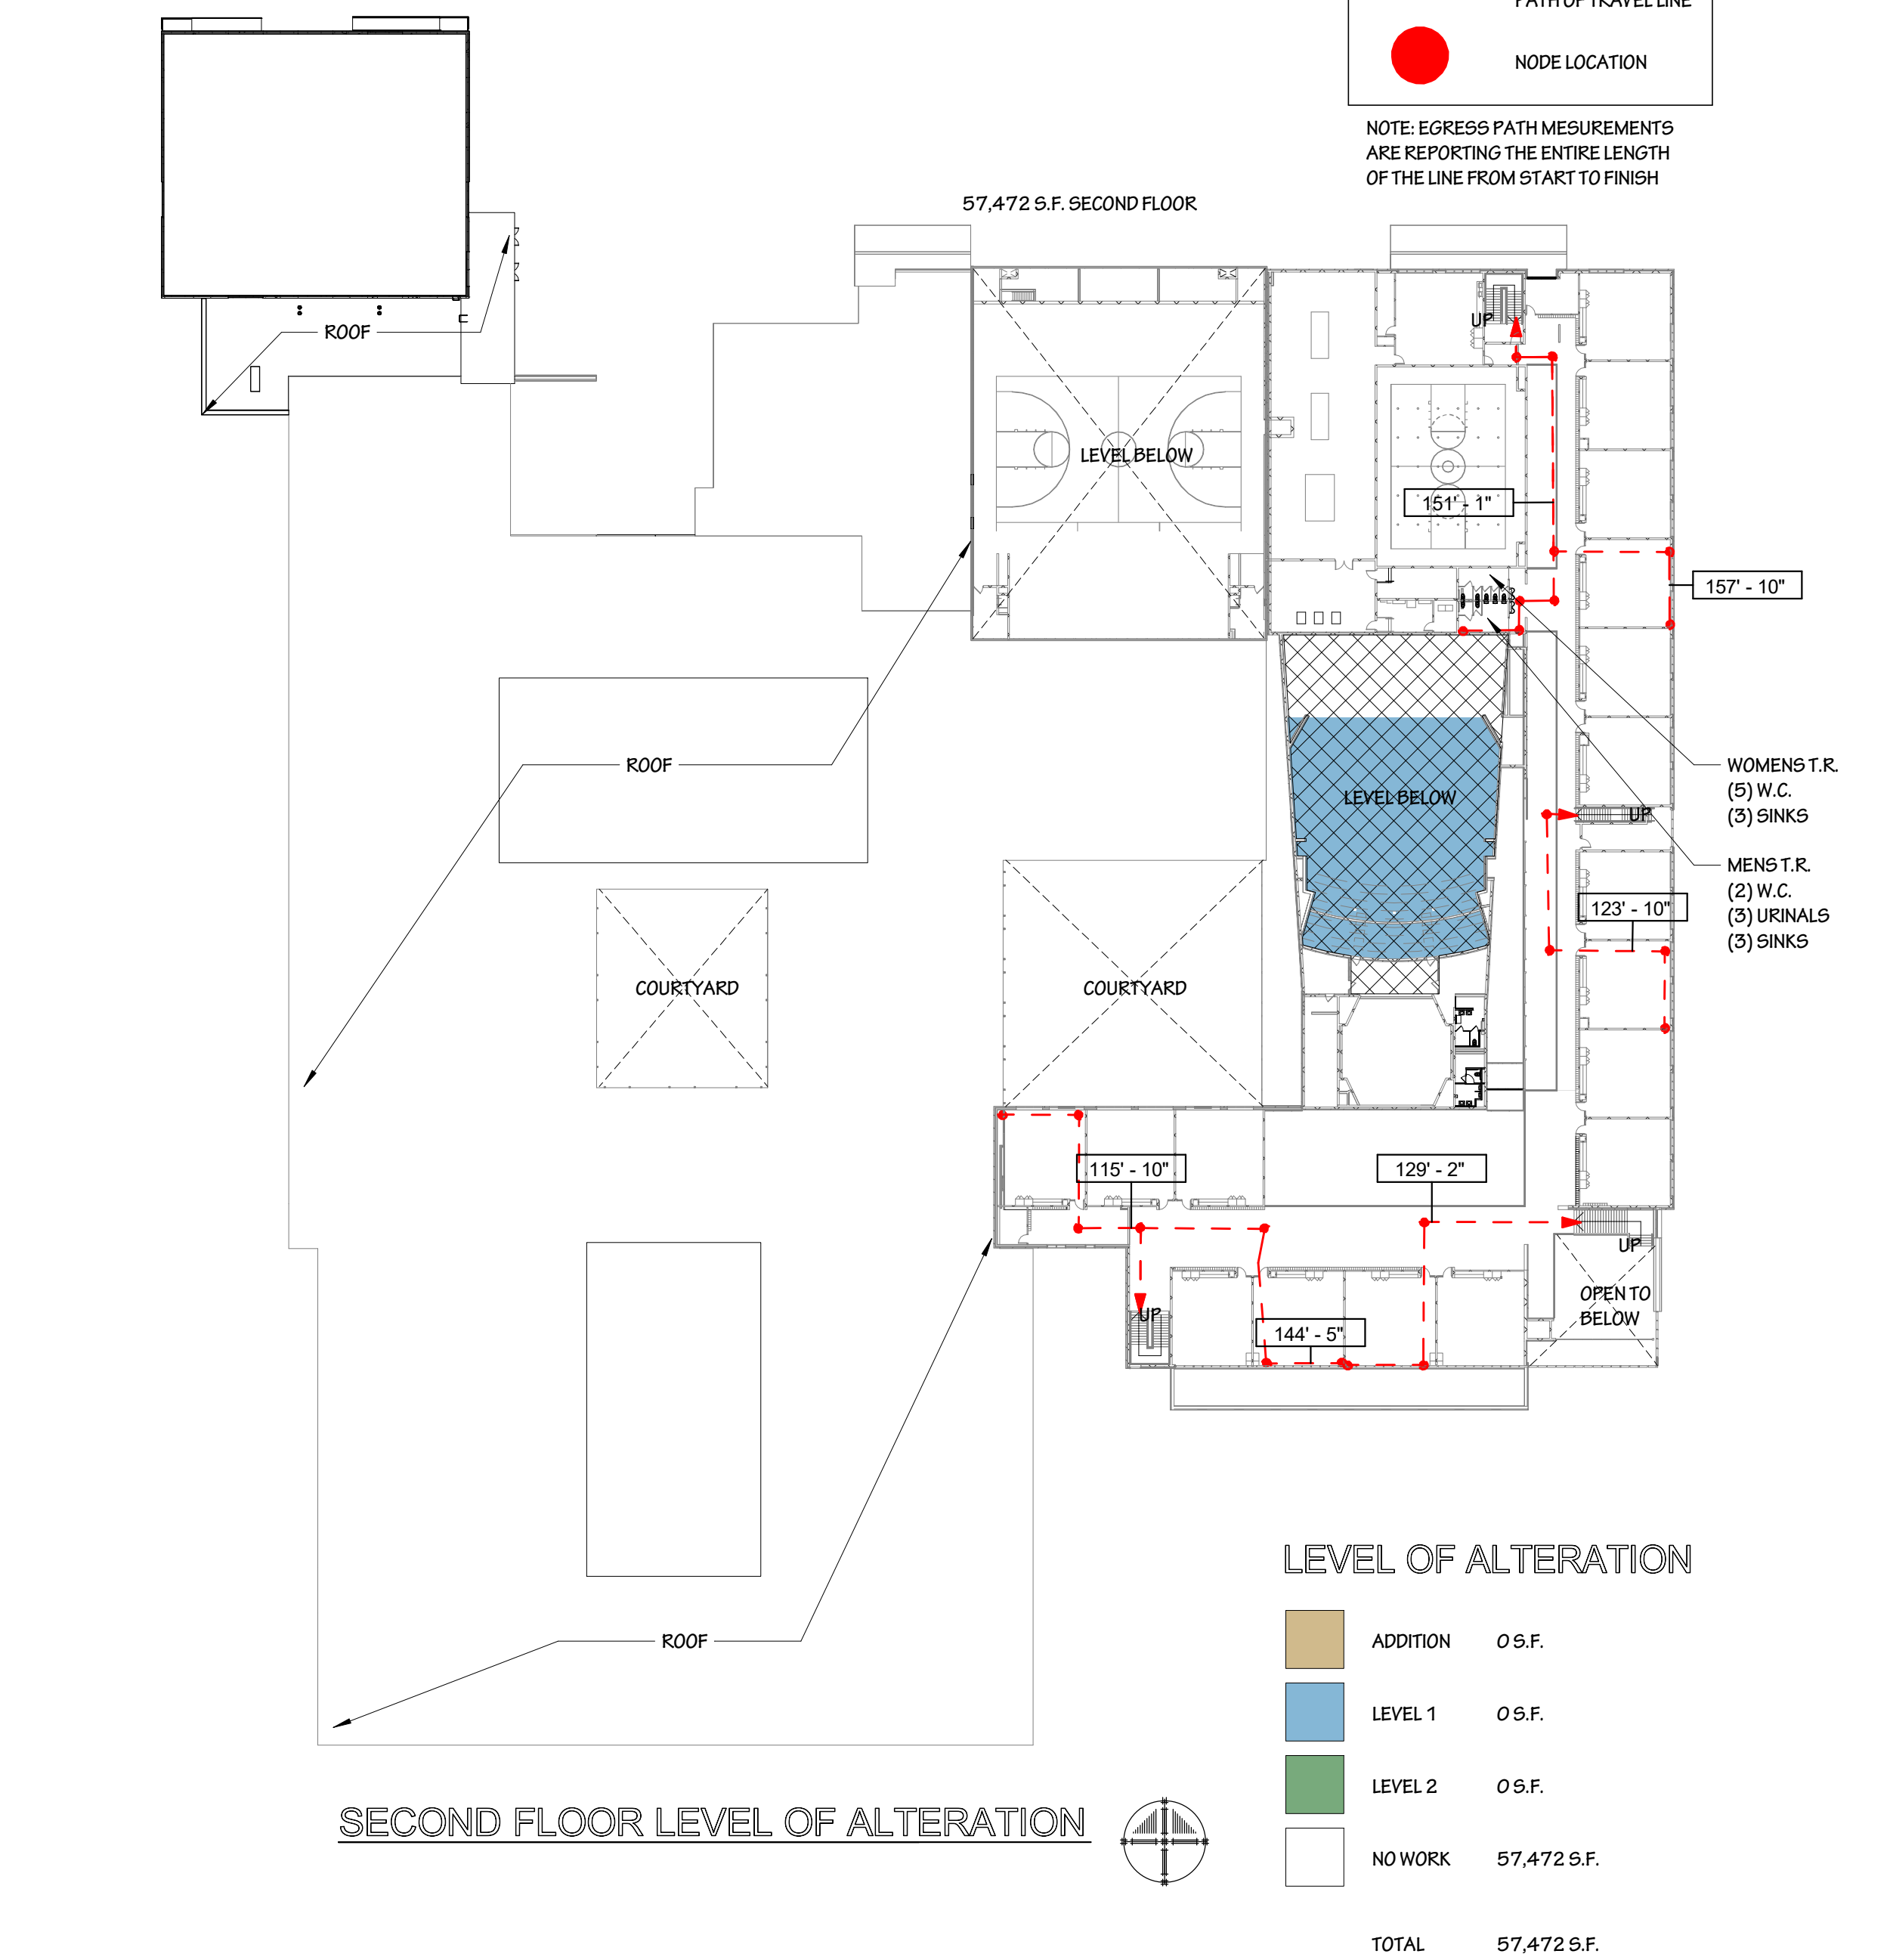 PATH OF TRAVEL LINE
NODE LOCATION
NOTE: EGRESS PATH MESUREMENTS
ARE REPORTING THE ENTIRE LENGTH
OF THE LINE FROM START TO FINISH
57,472 S.F. SECOND FLOOR
ROOF
UP
LEVEL BELOW
151' - 1"
157' - 10"
ROOF
LEVEL BELOW
WOMENS T.R.
(5) W.C.
(3) SINKS
UP
MENS T.R.
(2) W.C.
(3) URINALS
(3) SINKS
123' - 10"
COURTYARD
COURTYARD
115' - 10"
129' - 2"
UP
OPEN TO
BELOW
UP
144' - 5"
ROOF
LEVEL OF ALTERATION
ADDITION 0 S.F.
LEVEL 1 0 S.F.
LEVEL 2 0 S.F.
NO WORK 57,472 S.F.
TOTAL 57,472 S.F.
SECOND FLOOR LEVEL OF ALTERATION